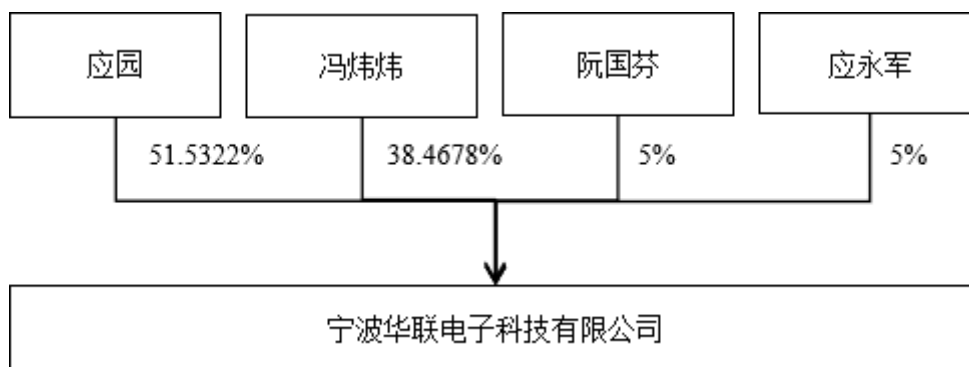 应园
冯炜炜
阮国芬
应永军
51.5322%
38.4678%
5%
5%
宁波华联电子科技有限公司